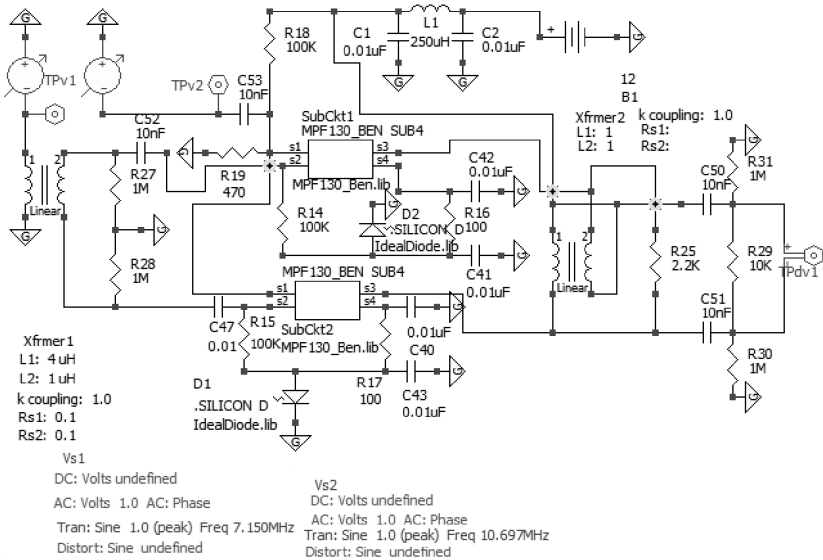 G
G
G
R18
100K
C1
0.01uF
L1
250uH
C2
0.01uF
+
G
G
G
TPv1
TPv2
C53
10nF
12
B1
Xfrmer2 k coupling: 1.0
L1: 1 Rs1:
L2: 1 Rs2:
C52
10nF
SubCkt1
MPF130_BEN SUB4
s1 s3
s2 s4
MPF130_Ben.lib
G
R19
470
1 2
Linear
G
R27
1M
G
R28
1M
R14
100K
G
D2
.SILICON D
IdealDiode.lib
C42
0.01uF
G
R16
100
C41
0.01uF
G
C50
10nF
R31
1M
G
1 2
Linear
R25
2.2K
R29
10K
+
-
TPdv1
C51
10nF
R30
1M
G
MPF130_BEN SUB4
s1 s3
s2 s4
SubCkt2
MPF130_Ben.lib
C47
0.01
R15
100K
0.01uF
G
C40
R17
100
C43
0.01uF
G
D1
.SILICON D
IdealDiode.lib
G
Xfrmer1
L1: 4 uH
L2: 1 uH
k coupling: 1.0
Rs1: 0.1
Rs2: 0.1
Vs1
DC: Volts undefined
AC: Volts 1.0 AC: Phase
Tran: Sine 1.0 (peak) Freq 7.150MHz
Distort: Sine undefined
Vs2
DC: Volts undefined
AC: Volts 1.0 AC: Phase
Tran: Sine 1.0 (peak) Freq 10.697MHz
Distort: Sine undefined